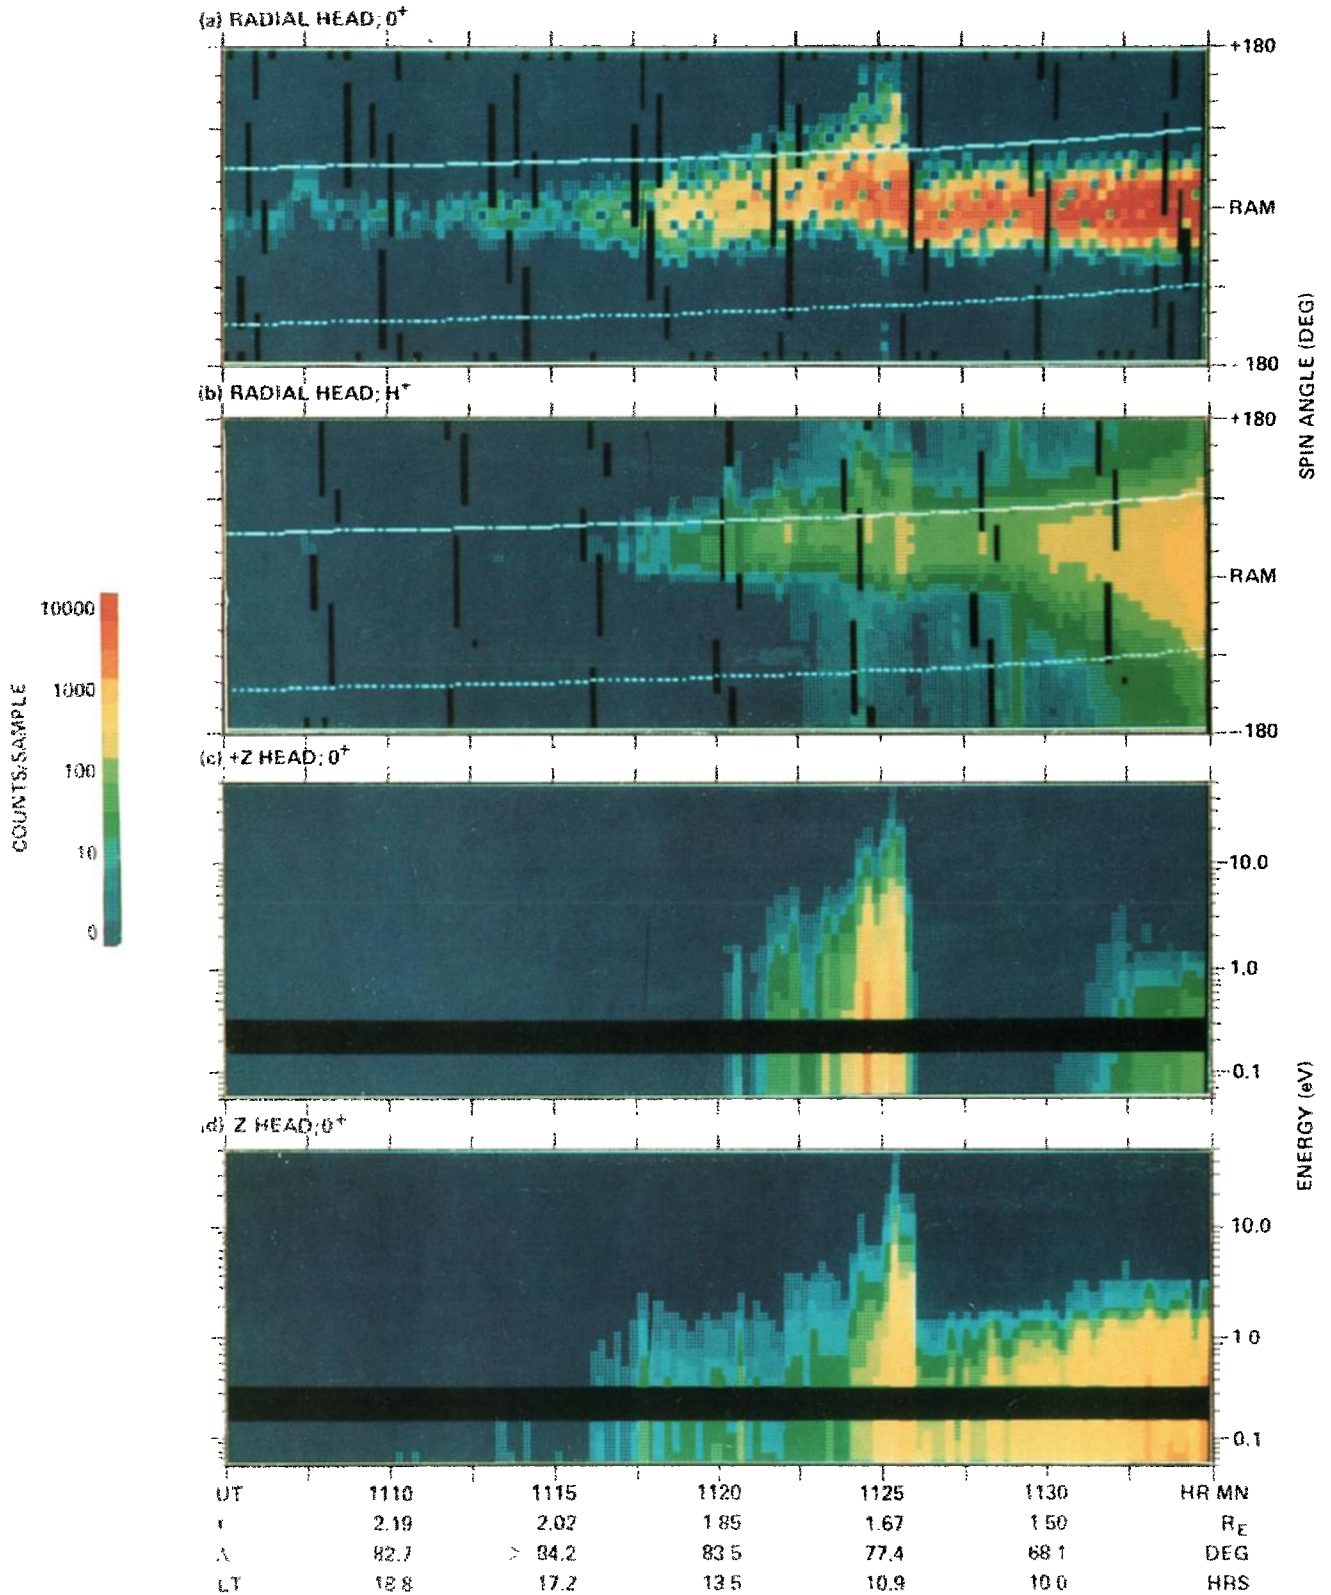 (a) RADIAL HEAD; 0+
+180
RAM
-180
(b) RADIAL HEAD; H+
+180
RAM
-180
SPIN ANGLE (DEG)
COUNTS/SAMPLE
10000
1000
100
10
0
(c) +Z HEAD; 0+
10.0
1.0
0.1
(d) Z HEAD; 0+
10.0
1.0
0.1
ENERGY (eV)
UT 1110 1115 1120 1125 1130 HR MN
2.19 2.02 1.85 1.67 1.50 RE
82.7 > 84.2 83.5 77.4 68.1 DEG
LT 18.8 17.2 13.5 10.9 10.0 HRS